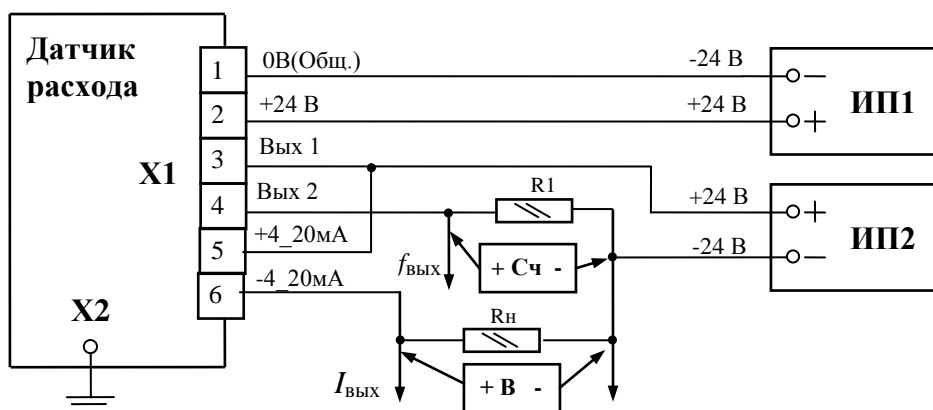 Датчик
расхода
X1
X2
1
2
3
4
5
6
0В(Общ.)
+24 В
Вых 1
Вых 2
+4_20мА
-4_20мА
-24 В
+24 В
ИП1
+24 В
-24 В
ИП2
R1
+ Сч -
fвых
Rн
+ В -
Iвых